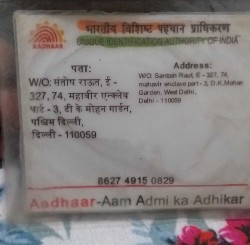 भारतीय विशिष्ट पहचान प्राधिकरण
UNIQUE IDENTIFICATION AUTHORITY OF INDIA
AADHAAR
पता:
W/O: संतोष राऊत, ई -
327, 74, महावीर एन्क्लेव
पार्ट - 3, डी के मोहन गार्डन,
पश्चिम दिल्ली,
दिल्ली - 110059
Address:
W/O: Santosh Raut, E - 327, 74,
mahavir enclave part - 3, D.K.Mohan
Garden, West Delhi,
Delhi - 110059
8627 4915 0829
Aadhaar-Aam Admi ka Adhikar